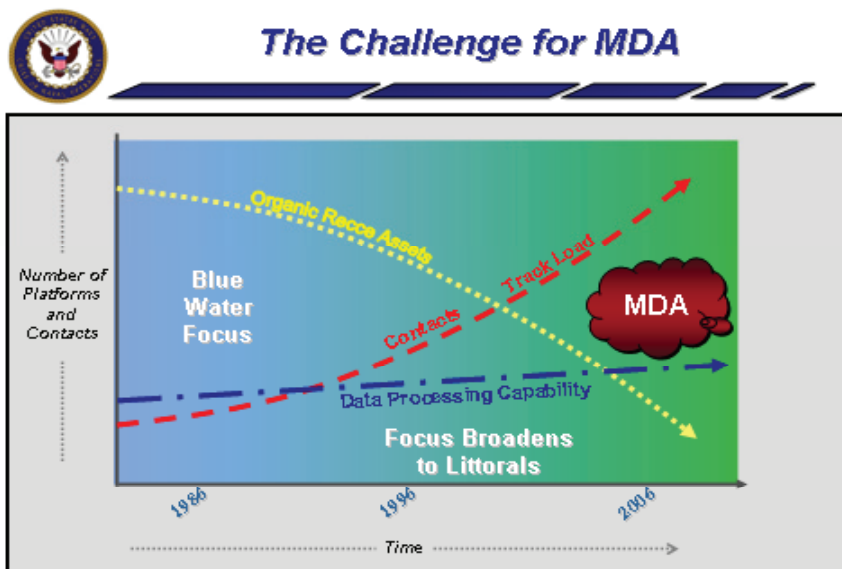 The Challenge for MDA
Organic Recce Assets
Track Load
Number of
Platforms
and
Contacts
Blue
Water
Focus
MDA
Contacts
Data Processing Capability
Focus Broadens
to Littorals
1986
1996
2006
Time